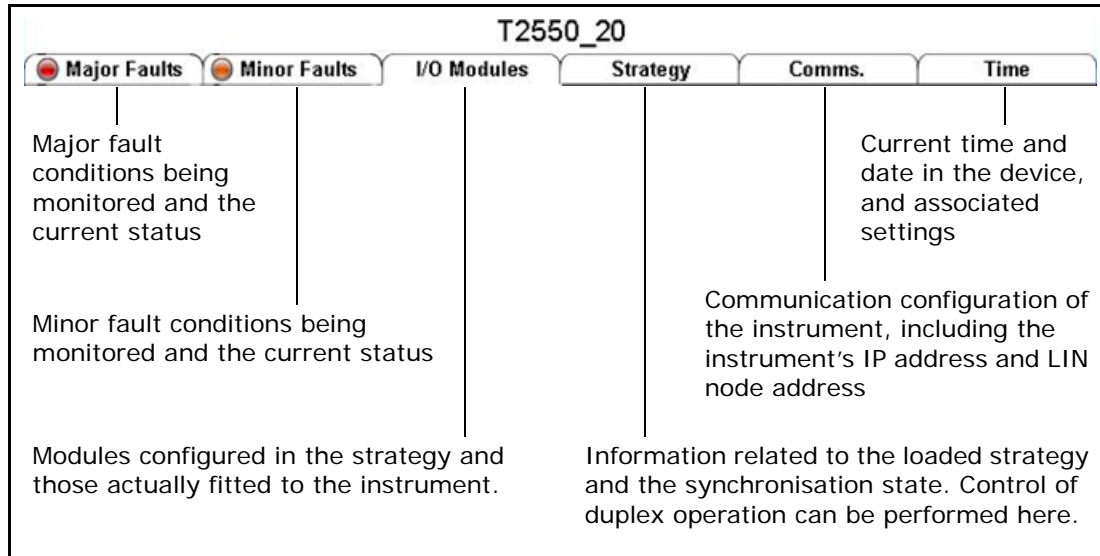 T2550_20
Major Faults Minor Faults I/O Modules Strategy Comms. Time
Major fault
conditions being
monitored and the
current status
Current time and
date in the device,
and associated
settings
Minor fault conditions being
monitored and the current status
Communication configuration of
the instrument, including the
instrument's IP address and LIN
node address
Modules configured in the strategy and
those actually fitted to the instrument.
Information related to the loaded strategy
and the synchronisation state. Control of
duplex operation can be performed here.